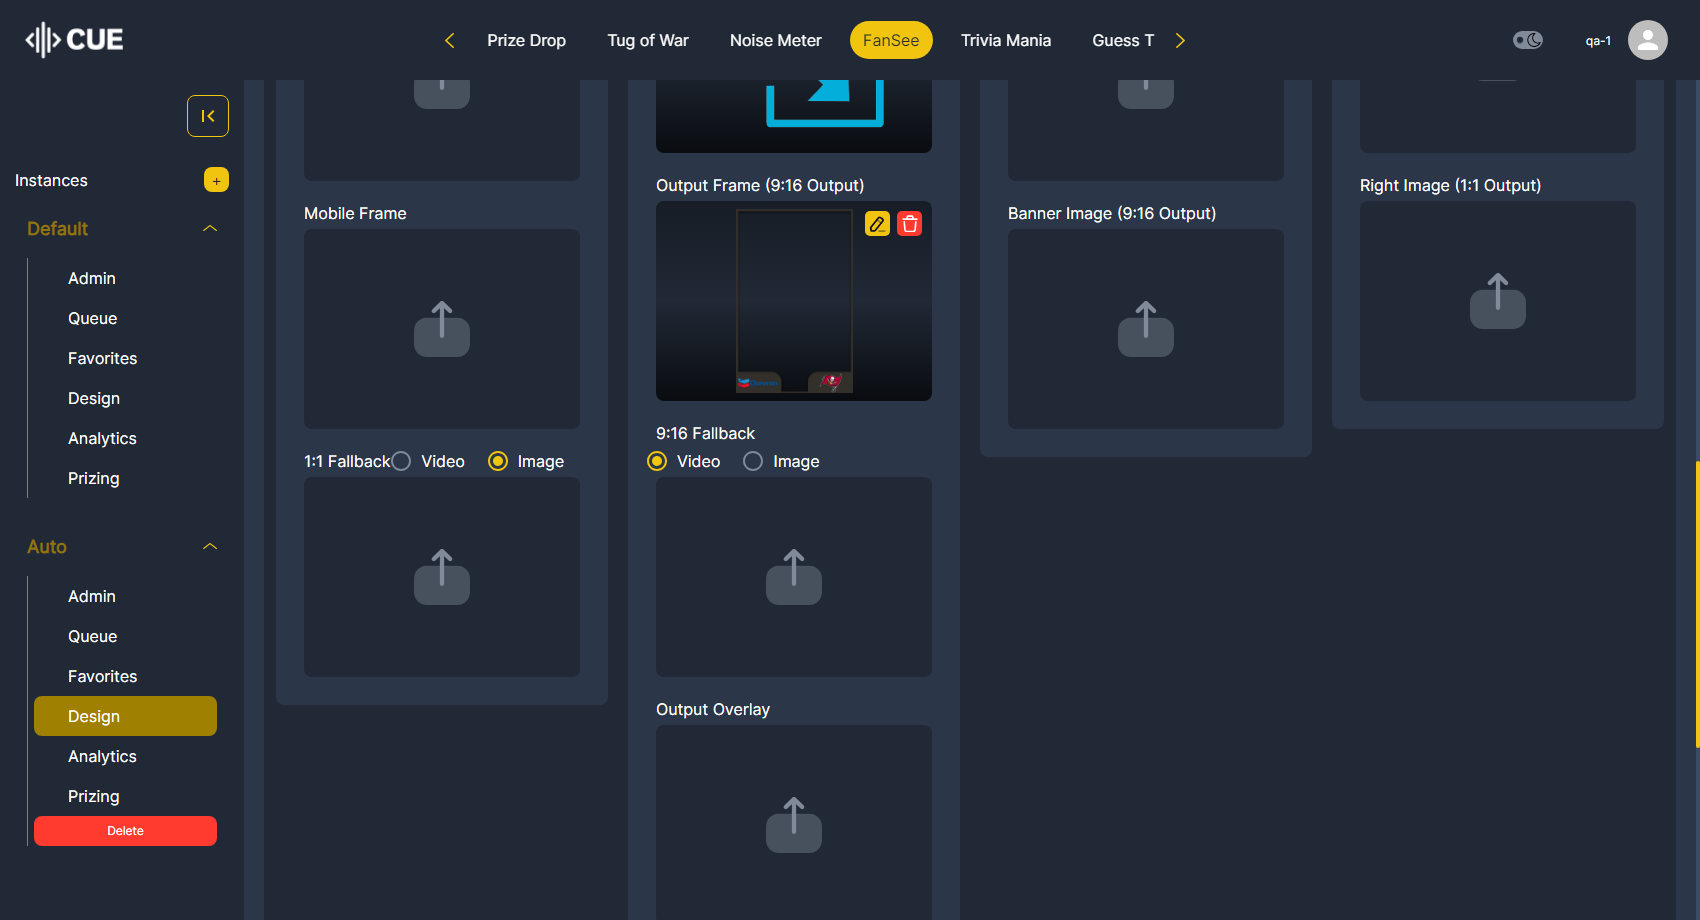 CUE
Prize Drop
Tug of War
Noise Meter
FanSee
Trivia Mania
Guess T
qa-1
Instances
+
Default
Admin
Queue
Favorites
Design
Analytics
Prizing
Auto
Admin
Queue
Favorites
Design
Analytics
Prizing
Delete
Mobile Frame
1:1 Fallback
Video
Image
Output Frame (9:16 Output)
9:16 Fallback
Video
Image
Output Overlay
Banner Image (9:16 Output)
Right Image (1:1 Output)